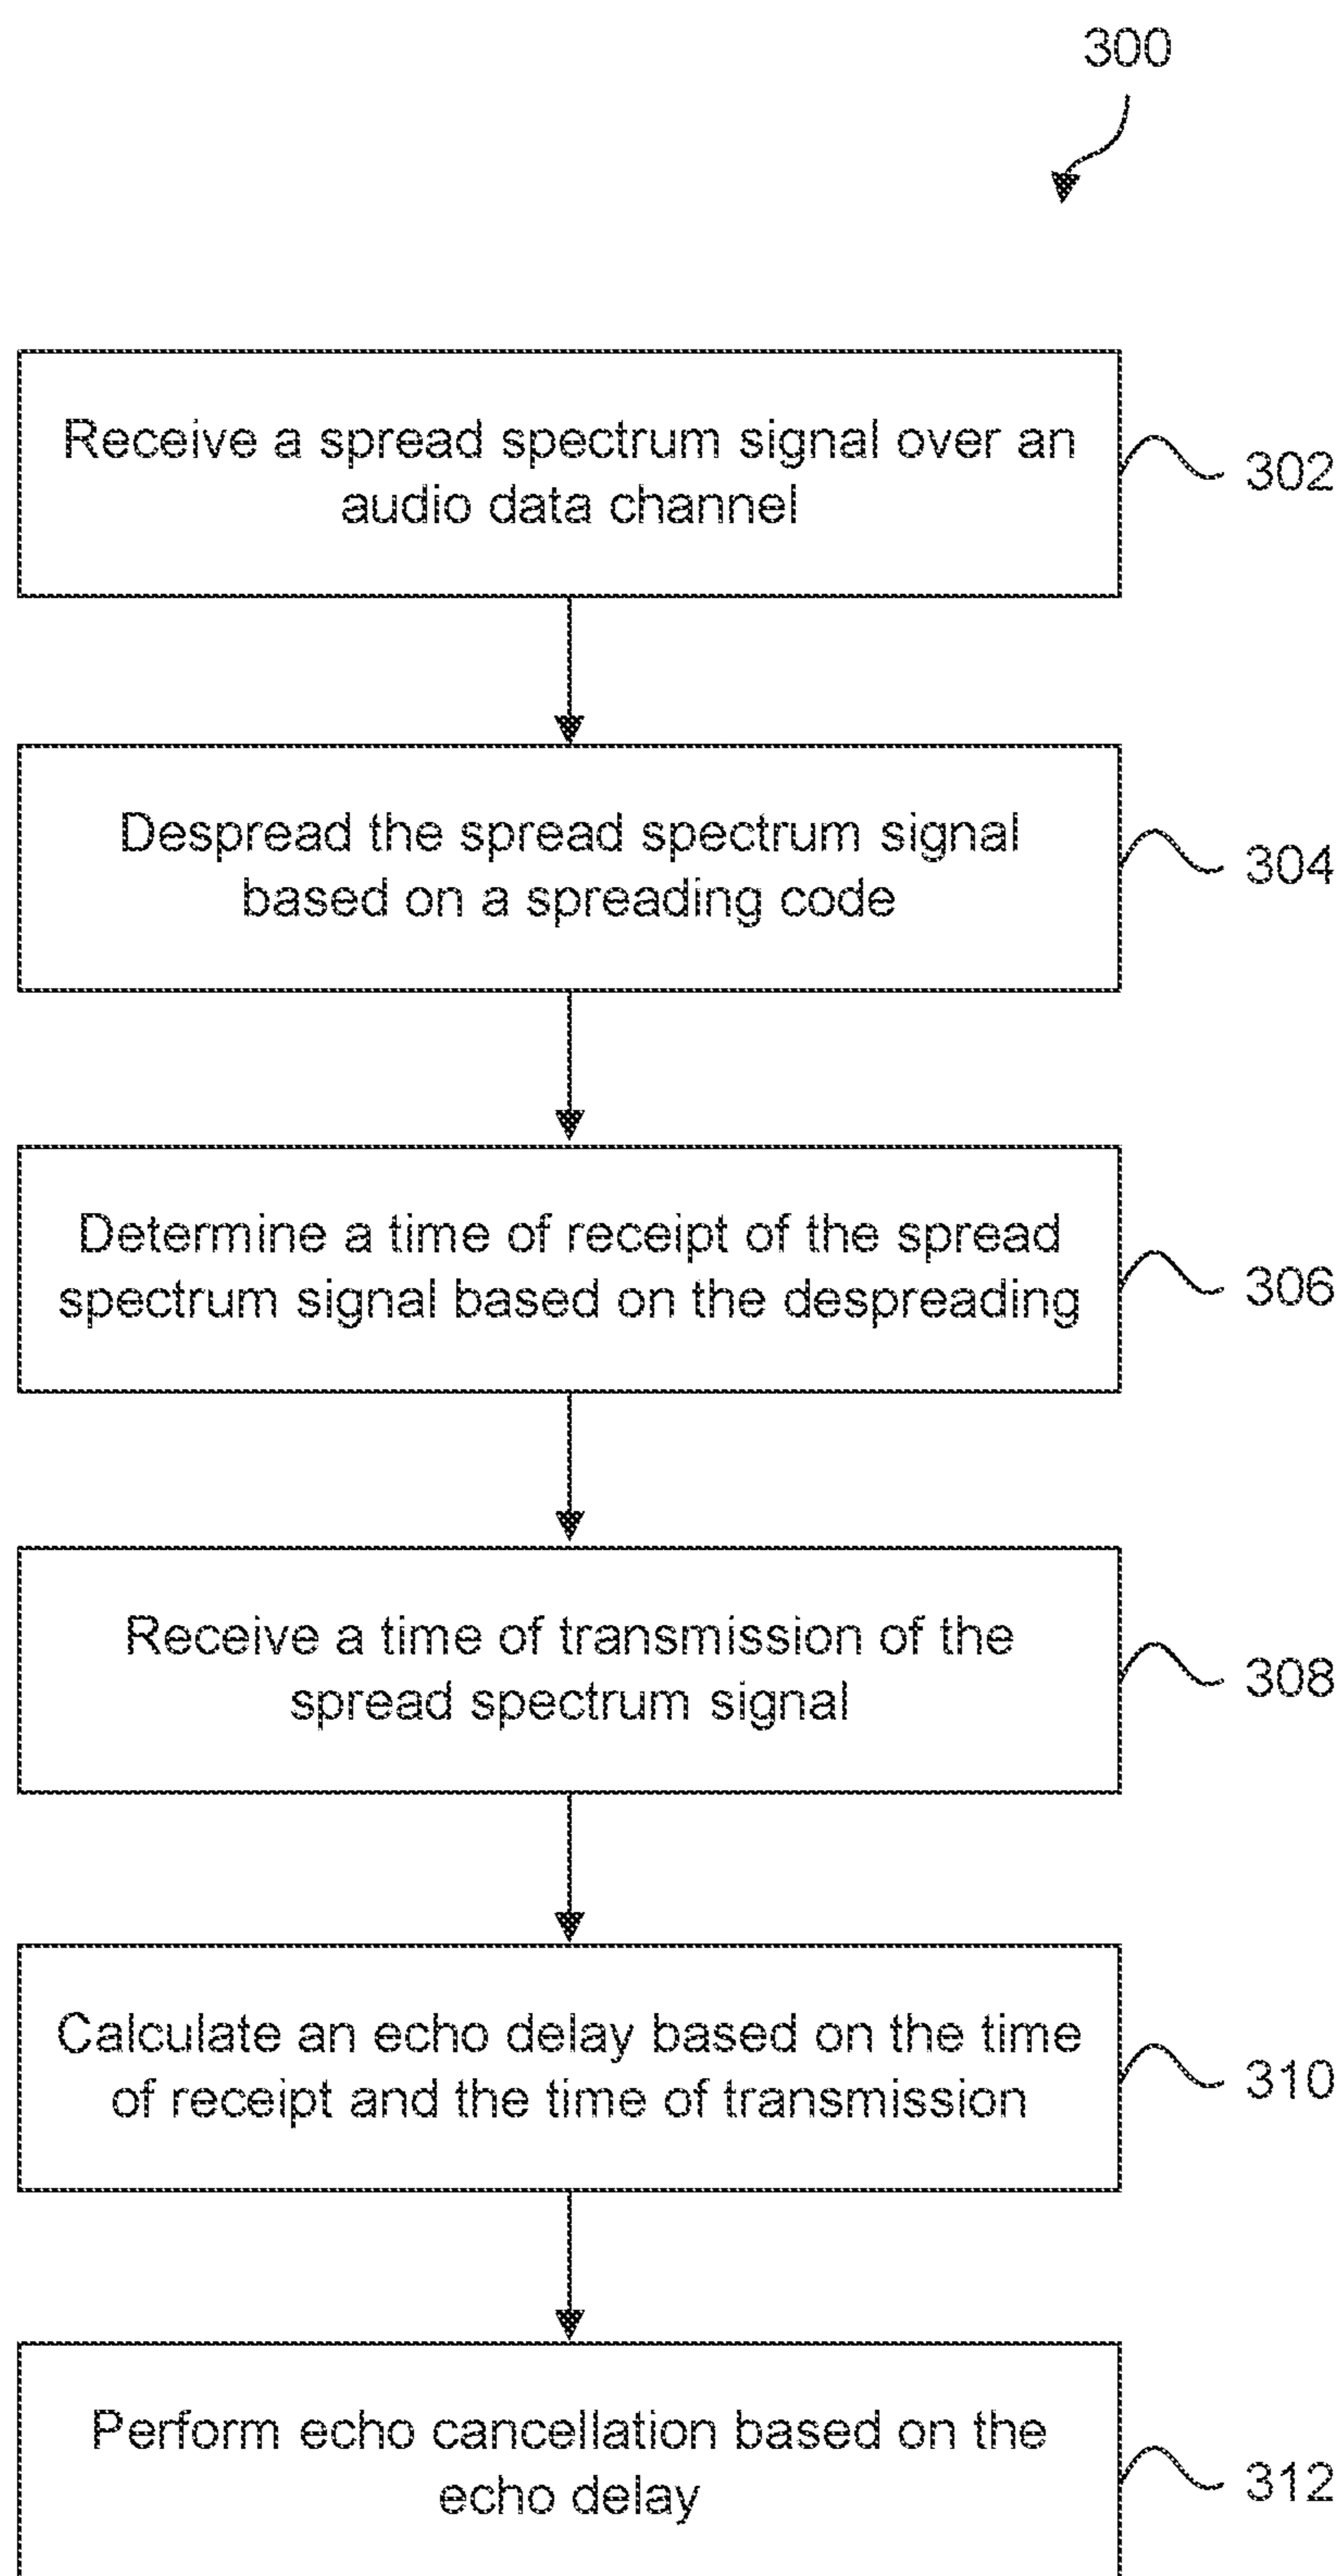 300
Receive a spread spectrum signal over an
audio data channel
302
Despread the spread spectrum signal
based on a spreading code
304
Determine a time of receipt of the spread
spectrum signal based on the despreading
306
Receive a time of transmission of the
spread spectrum signal
308
Calculate an echo delay based on the time
of receipt and the time of transmission
310
Perform echo cancellation based on the
echo delay
312